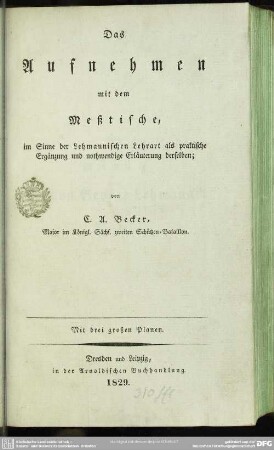 Das
Aufnehmen
mit dem
Meßtische,
im Sinne der Lehmannischen Lehrart als praktische
Ergänzung und nothwendige Erläuterung derselben;
von
C. A. Becker,
Major im Königl. Sächs. zweiten Schützen-Bataillon.
Mit drei großen Planen.
Dresden und Leipzig,
in der Arnoldischen Buchhandlung
1829.